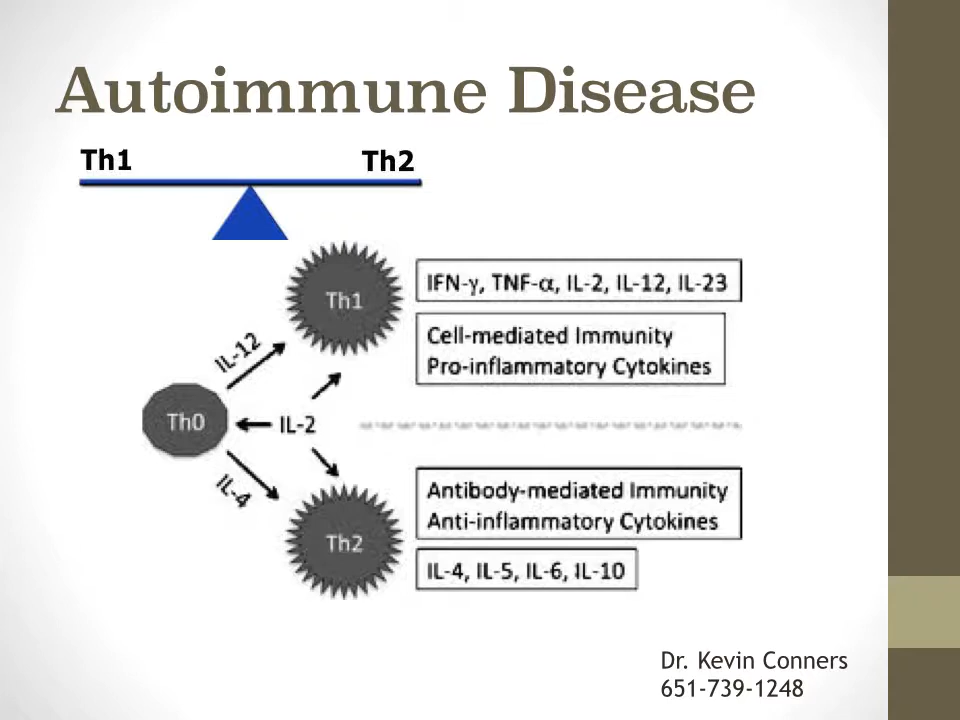 Autoimmune Disease
Th1
Th2
Th1
IFN-γ, TNF-α, IL-2, IL-12, IL-23
Cell-mediated Immunity
Pro-inflammatory Cytokines
IL-12
Th0
IL-2
IL-4
Th2
Antibody-mediated Immunity
Anti-inflammatory Cytokines
IL-4, IL-5, IL-6, IL-10
Dr. Kevin Conners
651-739-1248